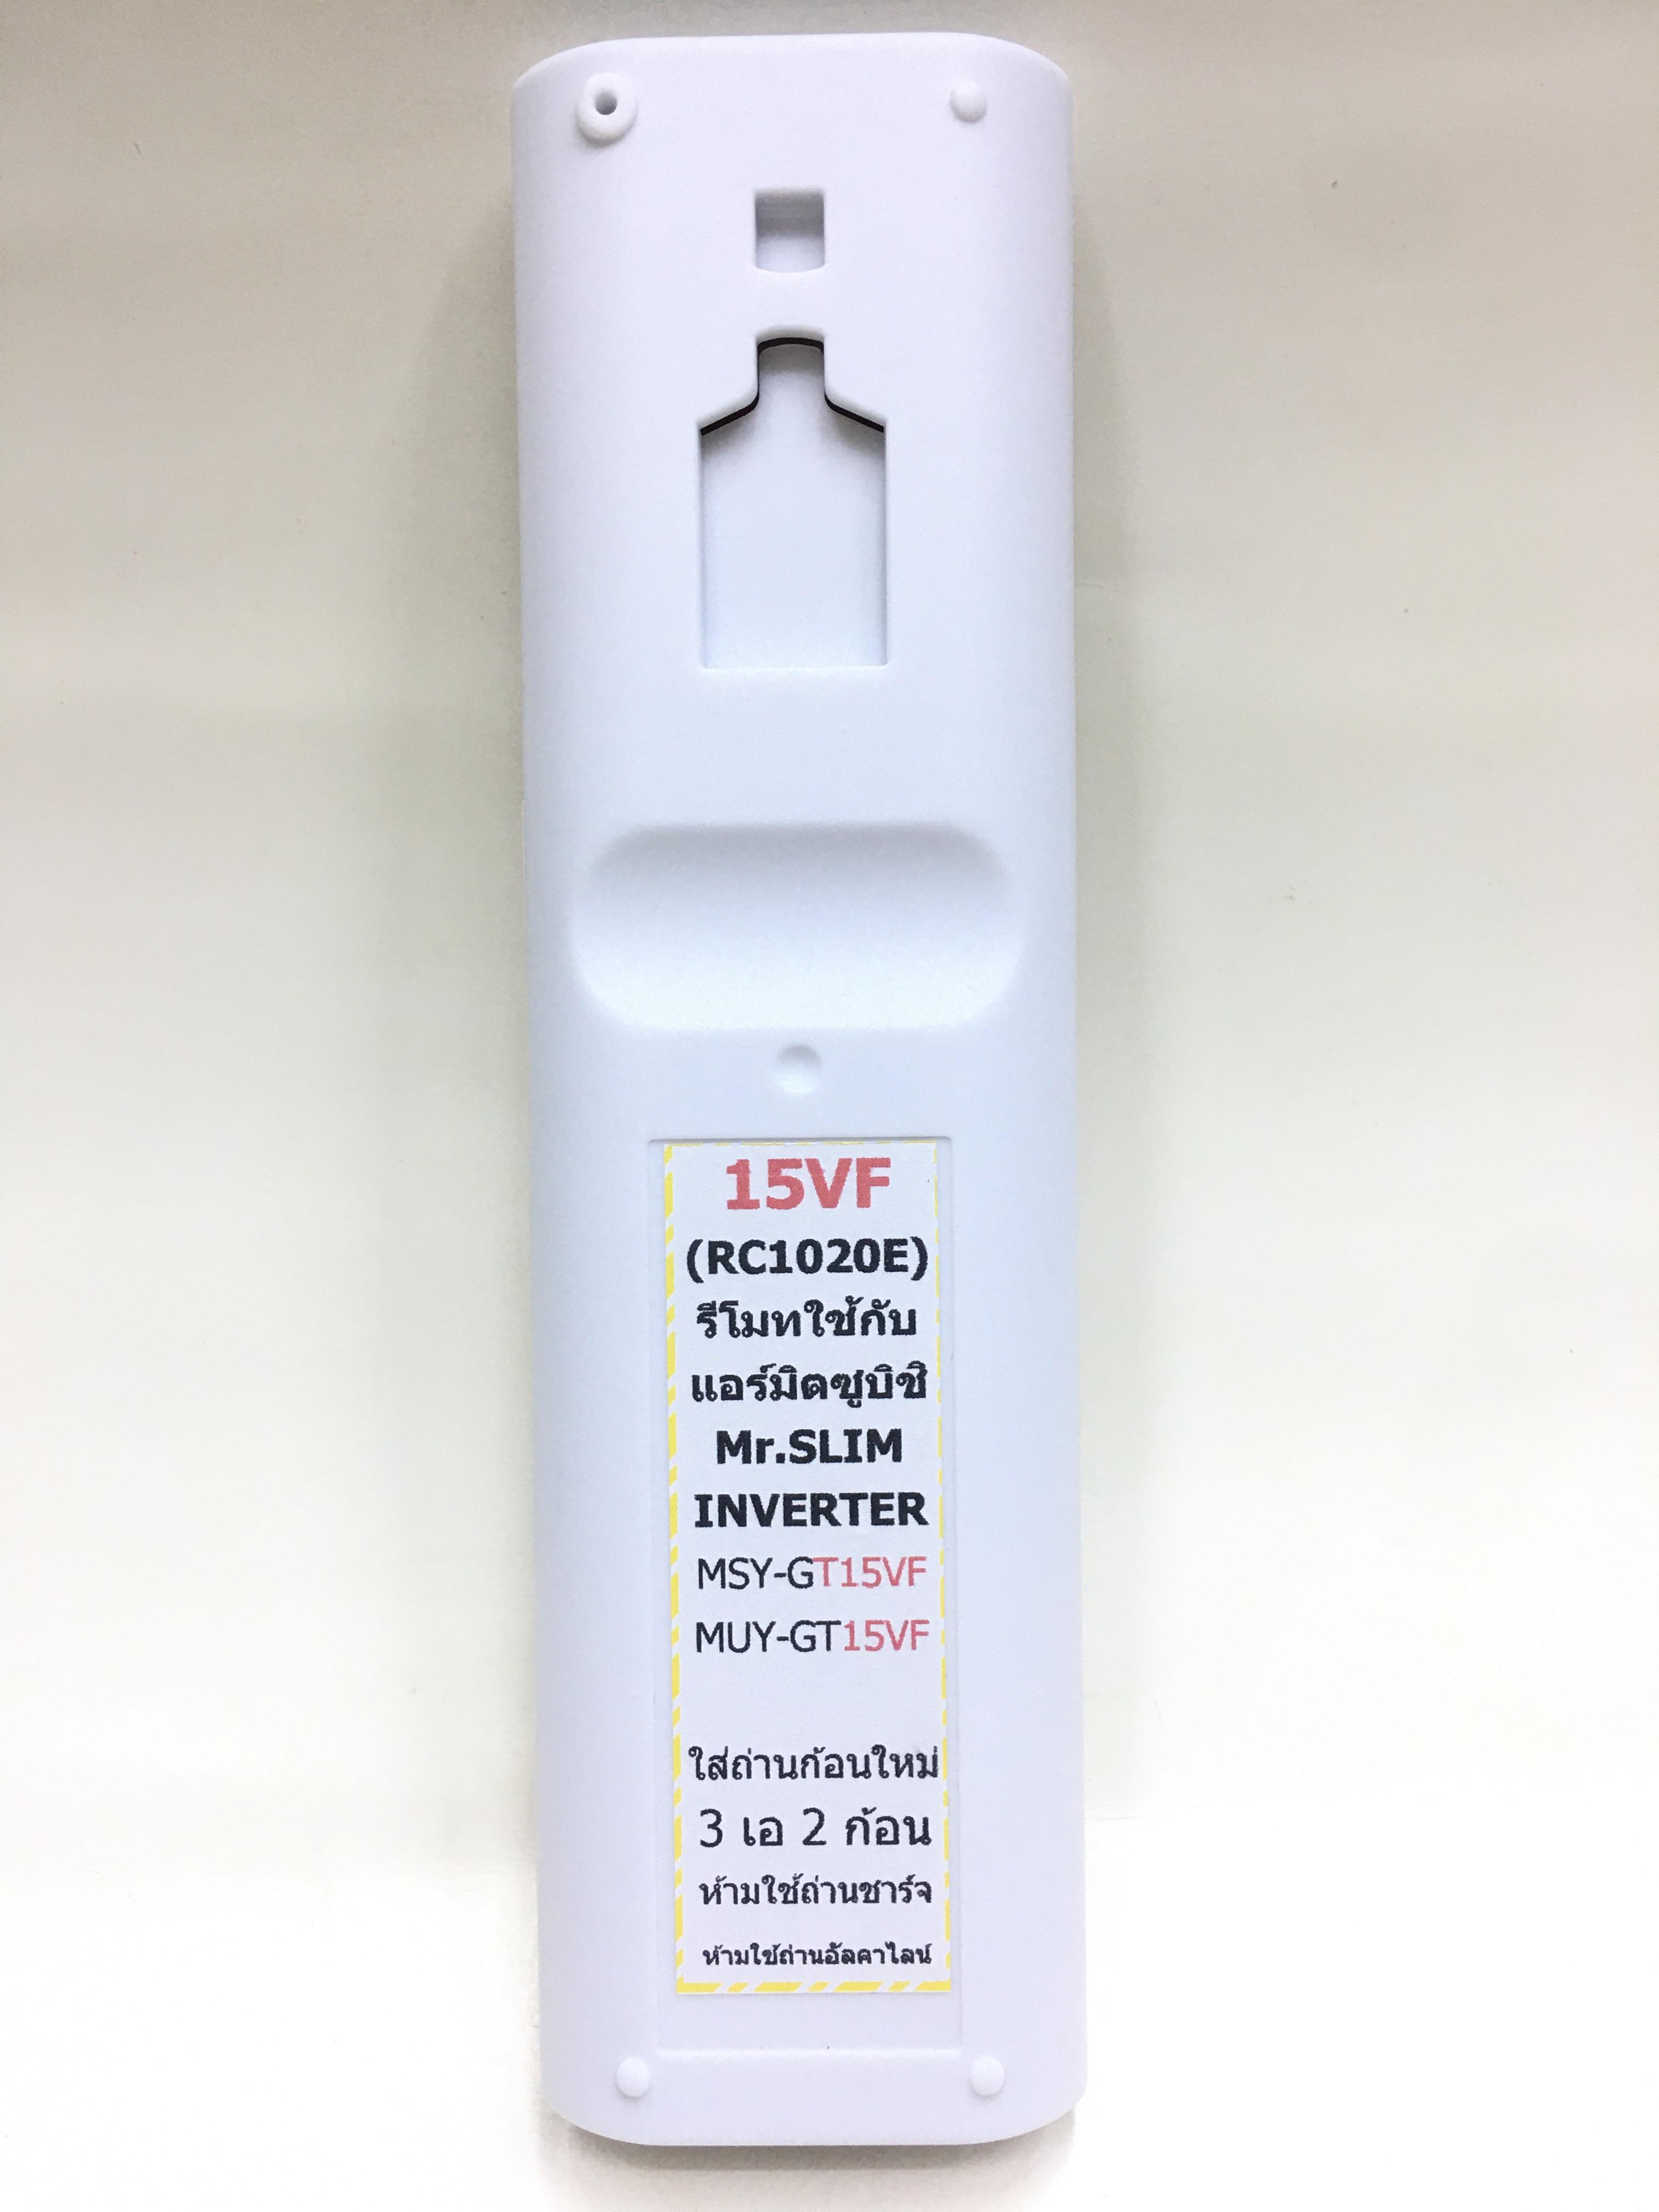 15VF
(RC1020E)
รีโมทใช้กับ
แอร์มิตซูบิชิ
Mr.SLIM
INVERTER
MSY-GT15VF
MUY-GT15VF
ใส่ถ่านก้อนใหม่
3 เอ 2 ก้อน
ห้ามใช้ถ่านชาร์จ
ห้ามใช้ถ่านอัลคาไลน์